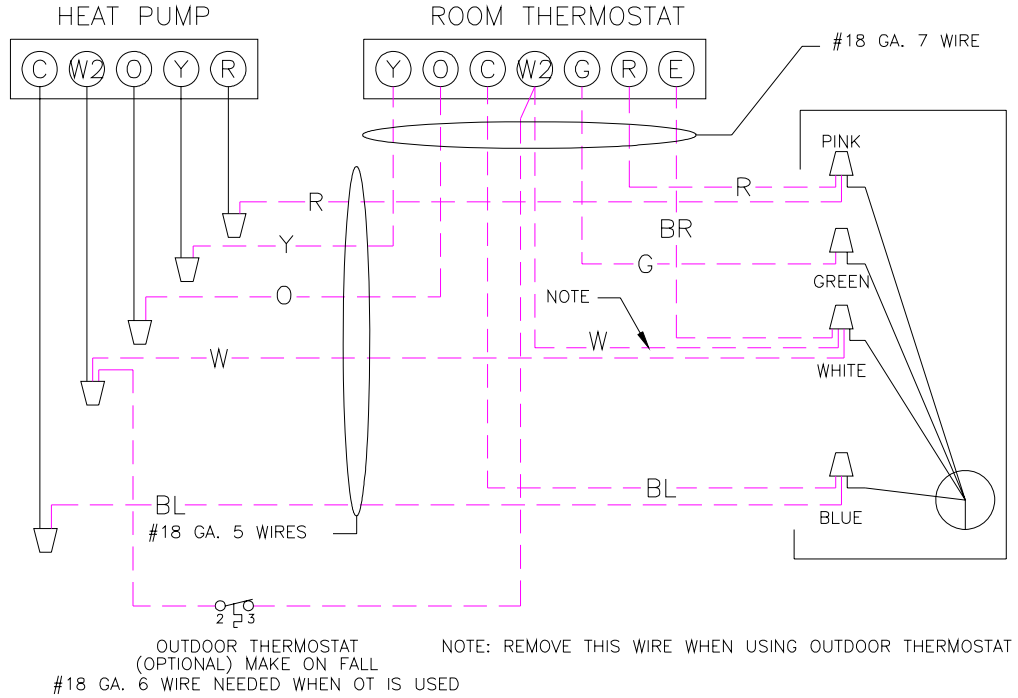 HEAT PUMP
ROOM THERMOSTAT
#18 GA. 7 WIRE
C W2 O Y R
Y O C W2 G R E
PINK
R
R
BR
Y
G
GREEN
O
NOTE
W
W
WHITE
BL
BL
BLUE
#18 GA. 5 WIRES
2 3
OUTDOOR THERMOSTAT
(OPTIONAL) MAKE ON FALL
#18 GA. 6 WIRE NEEDED WHEN OT IS USED
NOTE: REMOVE THIS WIRE WHEN USING OUTDOOR THERMOSTAT